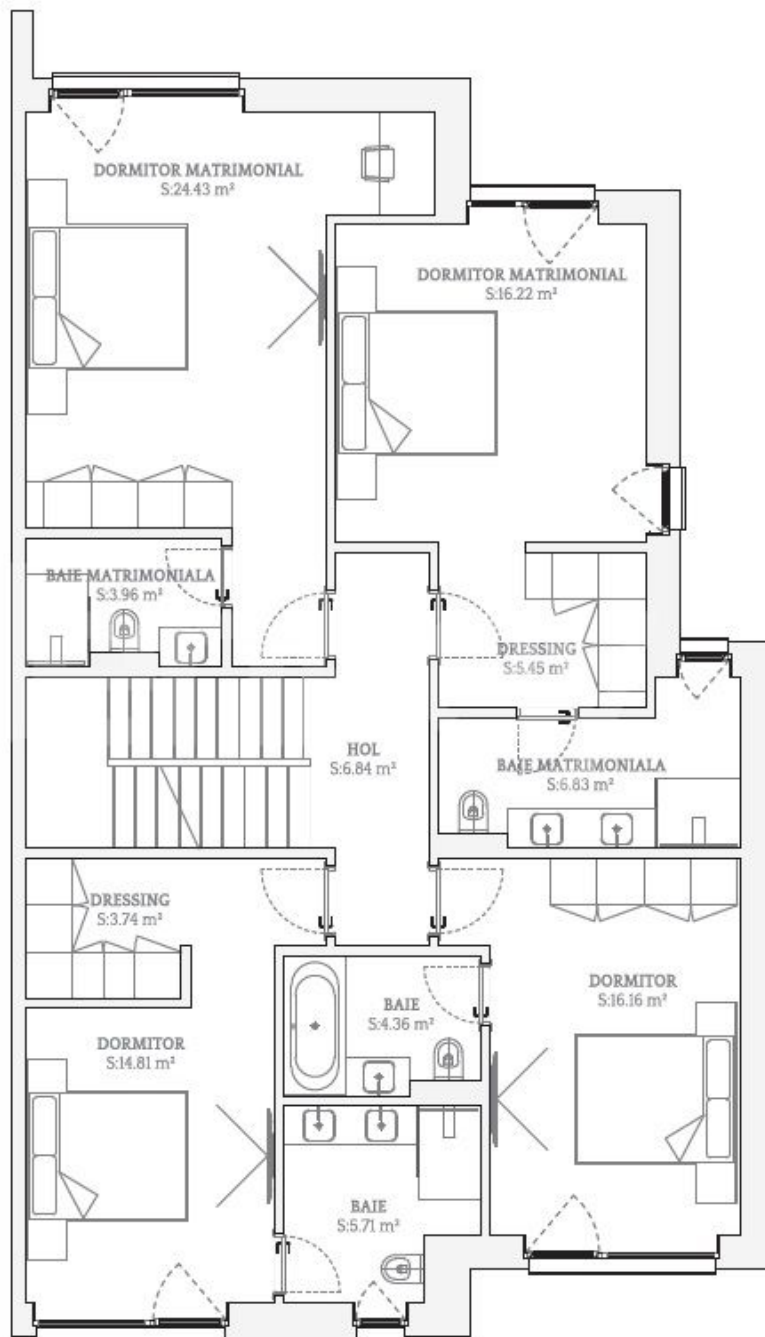 DORMITOR MATRIMONIAL
S:24.43 m²
DORMITOR MATRIMONIAL
S:16.22 m²
BAIE MATRIMONIALA
S:3.96 m²
DRESSING
S:5.45 m²
HOL
S:6.84 m²
BAIE MATRIMONIALA
S:6.83 m²
DRESSING
S:3.74 m²
DORMITOR
S:16.16 m²
BAIE
S:4.36 m²
DORMITOR
S:14.81 m²
BAIE
S:5.71 m²